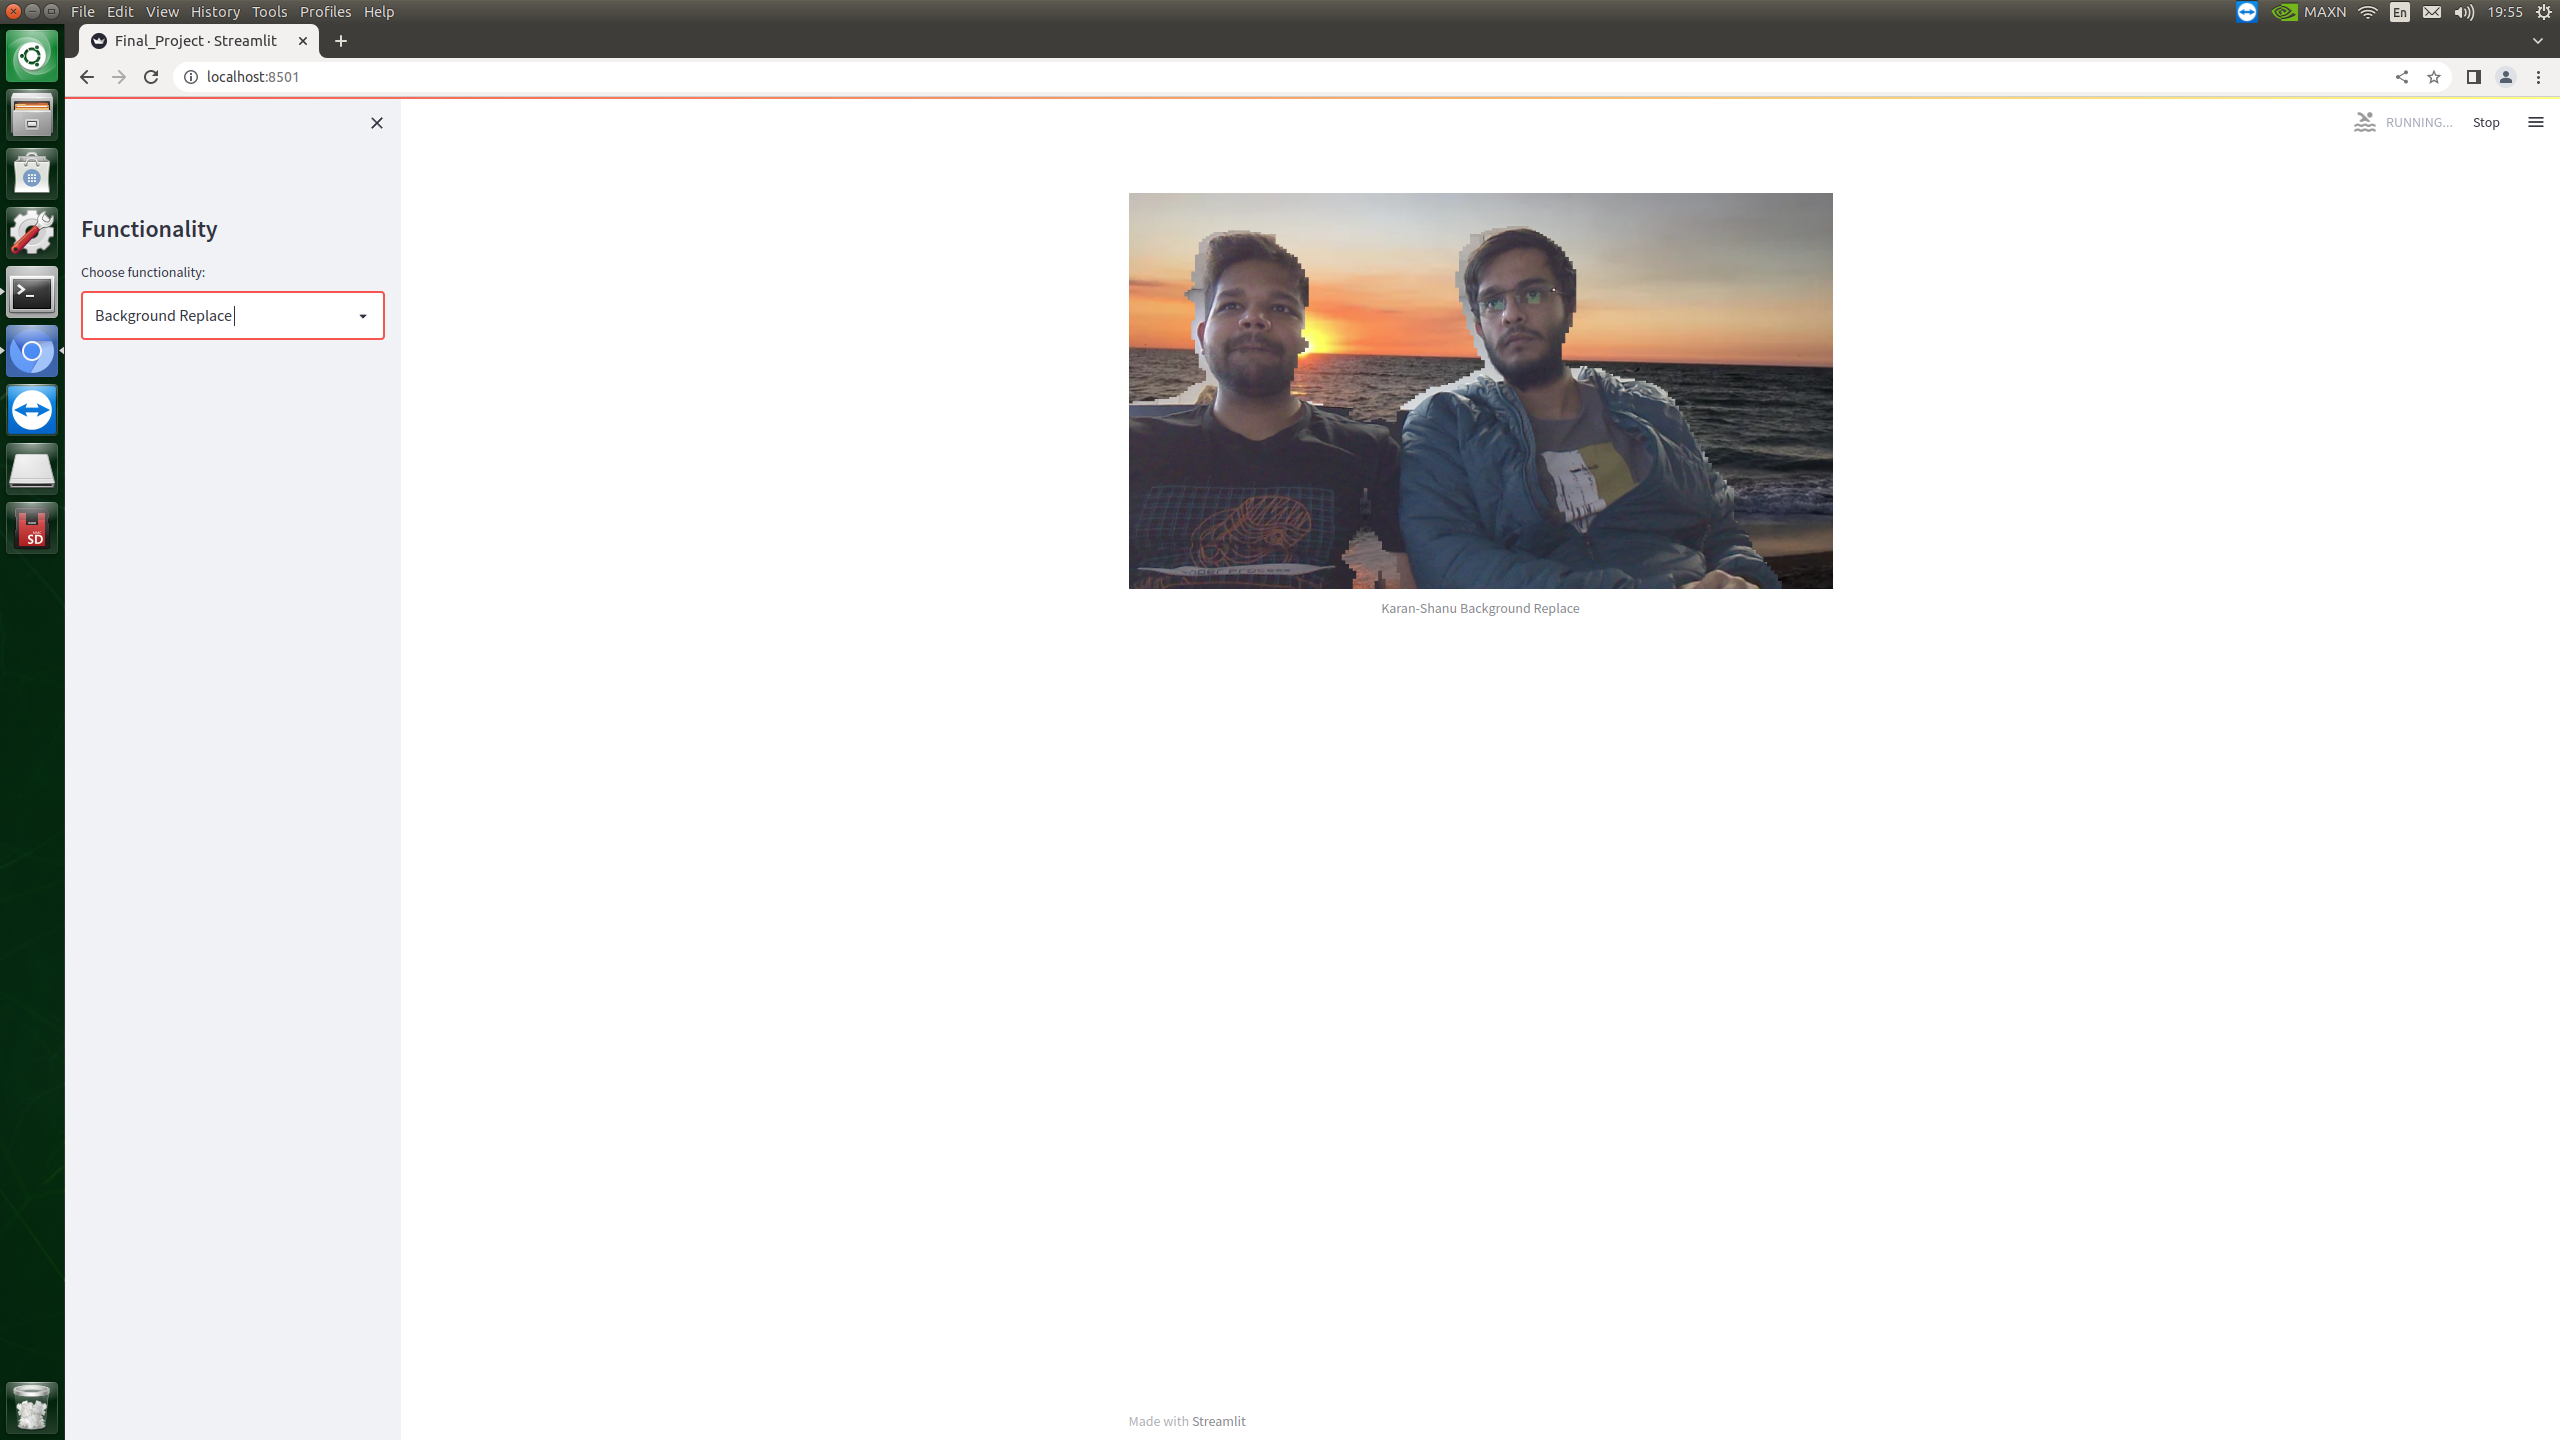 File Edit View History Tools Profiles Help
MAXN En 19:55
Final_Project · Streamlit
localhost:8501
RUNNING... Stop
Functionality
Choose functionality:
Background Replace
SD
Karan-Shanu Background Replace
Made with Streamlit